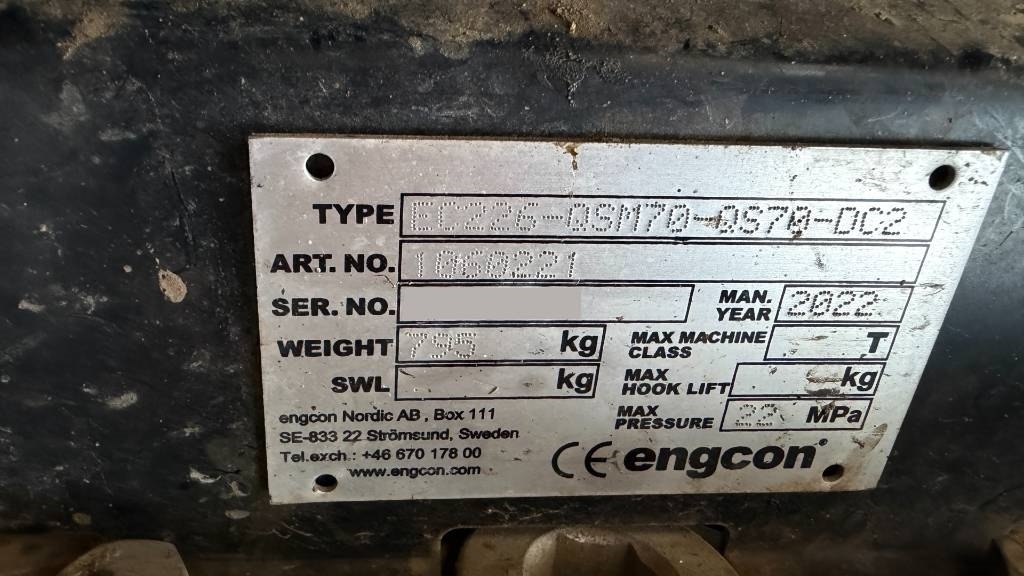 TYPE EC226-QSM70-QS70-DC2
ART. NO. 1060221
SER. NO. MAN. YEAR 2022
WEIGHT 795 kg MAX MACHINE CLASS T
SWL kg MAX HOOK LIFT kg
MAX PRESSURE 22 MPa
engcon Nordic AB , Box 111
SE-833 22 Strömsund, Sweden
Tel.exch.: +46 670 178 00
www.engcon.com
CE engcon®